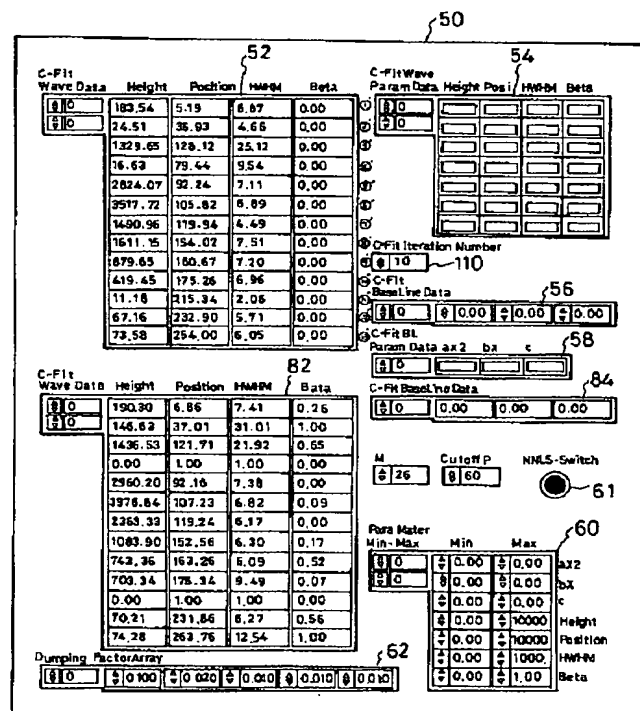 50
C-Fit
Wave Data Height Position HWHM Beta
52
0
0
183.54 5.19 6.87 0.00
24.51 36.93 4.66 0.00
1329.65 128.12 25.12 0.00
16.63 79.44 9.54 0.00
2824.07 92.24 7.11 0.00
3517.72 105.82 6.89 0.00
1490.96 119.94 4.49 0.00
1611.15 154.02 7.51 0.00
879.65 160.67 7.20 0.00
419.45 175.26 6.96 0.00
11.18 215.34 2.06 0.00
67.16 232.90 5.71 0.00
73.58 254.00 6.05 0.00
C-Fit Wave
Param Data Height Posi HWHM Beta
54
0
0
C-Fit Iteration Number
10
110
C-Fit
BaseLine Data
56
0 0.00 0.00 0.00
C-Fit BL
Param Data ax2 bx c
58
0
C-Fit BaseLine Data
84
0 0.00 0.00 0.00
C-Fit
Wave Data Height Position HWHM Bata
82
0
0
190.30 6.86 7.41 0.26
146.63 37.01 31.01 1.00
1436.53 121.71 21.92 0.65
0.00 1.00 1.00 0.00
2960.20 92.16 7.38 0.00
3976.84 107.23 6.82 0.09
2363.33 119.24 6.17 0.00
1083.90 152.56 6.30 0.17
743.36 163.26 5.09 0.52
703.34 175.34 9.49 0.07
0.00 1.00 1.00 0.00
70.21 231.86 6.27 0.56
74.28 263.76 12.54 1.00
M
26
Cutoff P
60
NNLS-Switch
61
Para Mater
Min-Max Min Max
60
0
0
0.00 0.00 ax2
0.00 0.00 bx
0.00 0.00 c
0.00 10000 Height
0.00 10000 Position
0.00 1000. HWHM
0.00 1.00 Beta
Dumping FactorArray
62
0 0.100 0.020 0.010 0.010